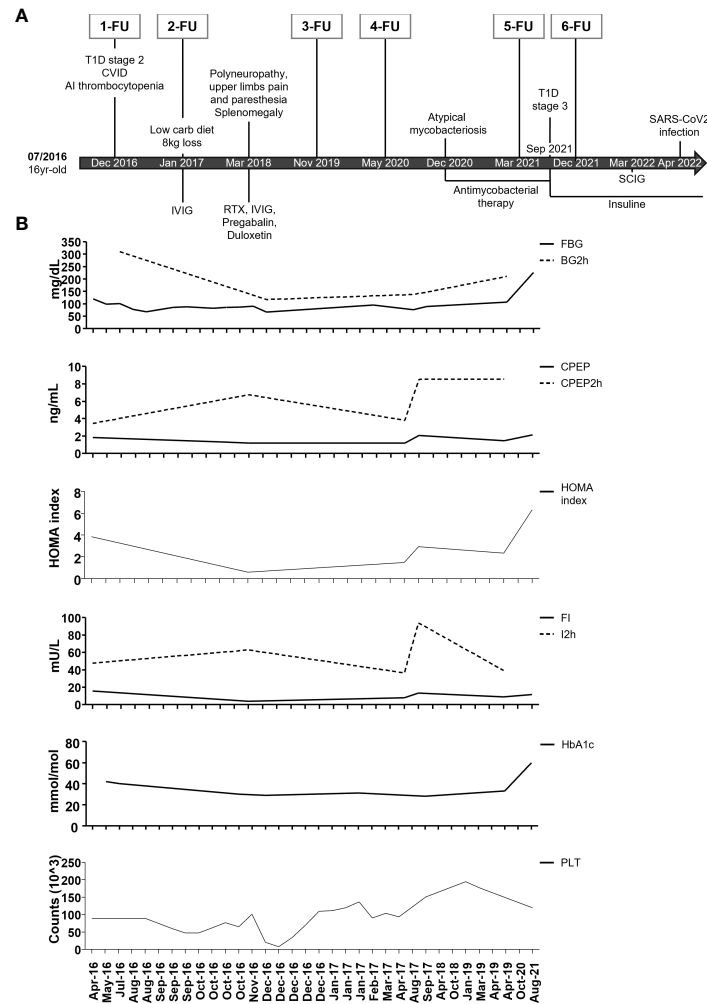 A
1-FU 2-FU 3-FU 4-FU 5-FU 6-FU
T1D stage 2
CVID
AI thrombocytopenia
Low carb diet
8kg loss
Polyneuropathy,
upper limbs pain
and paresthesia
Splenomegaly
Atypical
mycobacteriosis
T1D
stage 3
Sep 2021
SARS-CoV2
infection
07/2016
16yr-old
Dec 2016 Jan 2017 Mar 2018 Nov 2019 May 2020 Dec 2020 Mar 2021 Dec 2021 Mar 2022 Apr 2022
IVIG
RTX, IVIG,
Pregabalin,
Duloxetin
Antimycobacterial
therapy
SCIG
Insuline
B
mg/dL
350
300
250
200
150
100
50
0
FBG
BG2h
ng/mL
10
8
6
4
2
0
CPEP
CPEP2h
HOMA index
8
6
4
2
0
HOMA
index
mU/L
100
80
60
40
20
0
FI
I2h
mmol/mol
80
60
40
20
0
HbA1c
Counts (10^3)
250
200
150
100
50
0
PLT
Apr-16
May-16
Jul-16
Aug-16
Aug-16
Sep-16
Sep-16
Oct-16
Oct-16
Oct-16
Oct-16
Nov-16
Dec-16
Dec-16
Dec-16
Dec-16
Dec-16
Jan-17
Jan-17
Jan-17
Feb-17
Mar-17
Apr-17
Aug-17
Sep-17
Apr-18
Oct-18
Jan-19
Mar-19
Apr-19
Apr-19
Oct-20
Aug-21